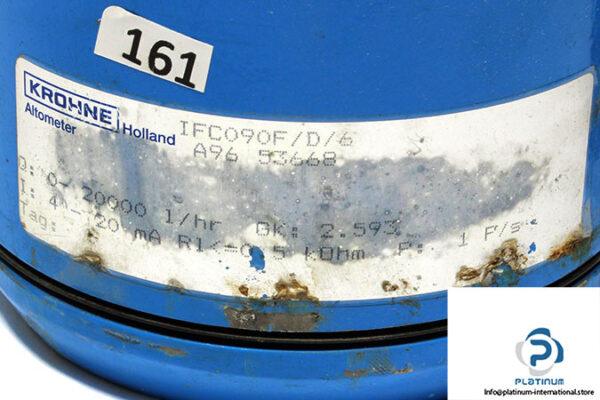 161
KROHNE
Altometer Holland
IFC090F/D/6
A96 53668
Q: 0- 20000 l/hr GK: 2.593
I: 4 - 20 mA Rl<=0.5 kOhm P: 1 P/s
Tag:
PLATINUM
Info@platinum-international.store